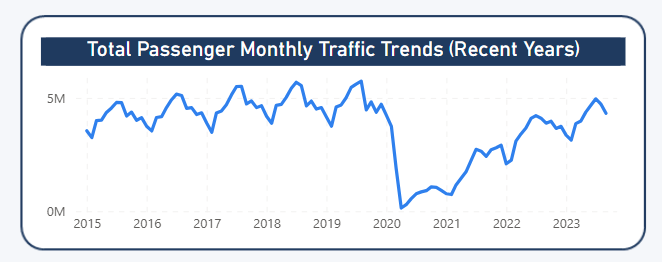 Total Passenger Monthly Traffic Trends (Recent Years)
5M
0M
2015 2016 2017 2018 2019 2020 2021 2022 2023